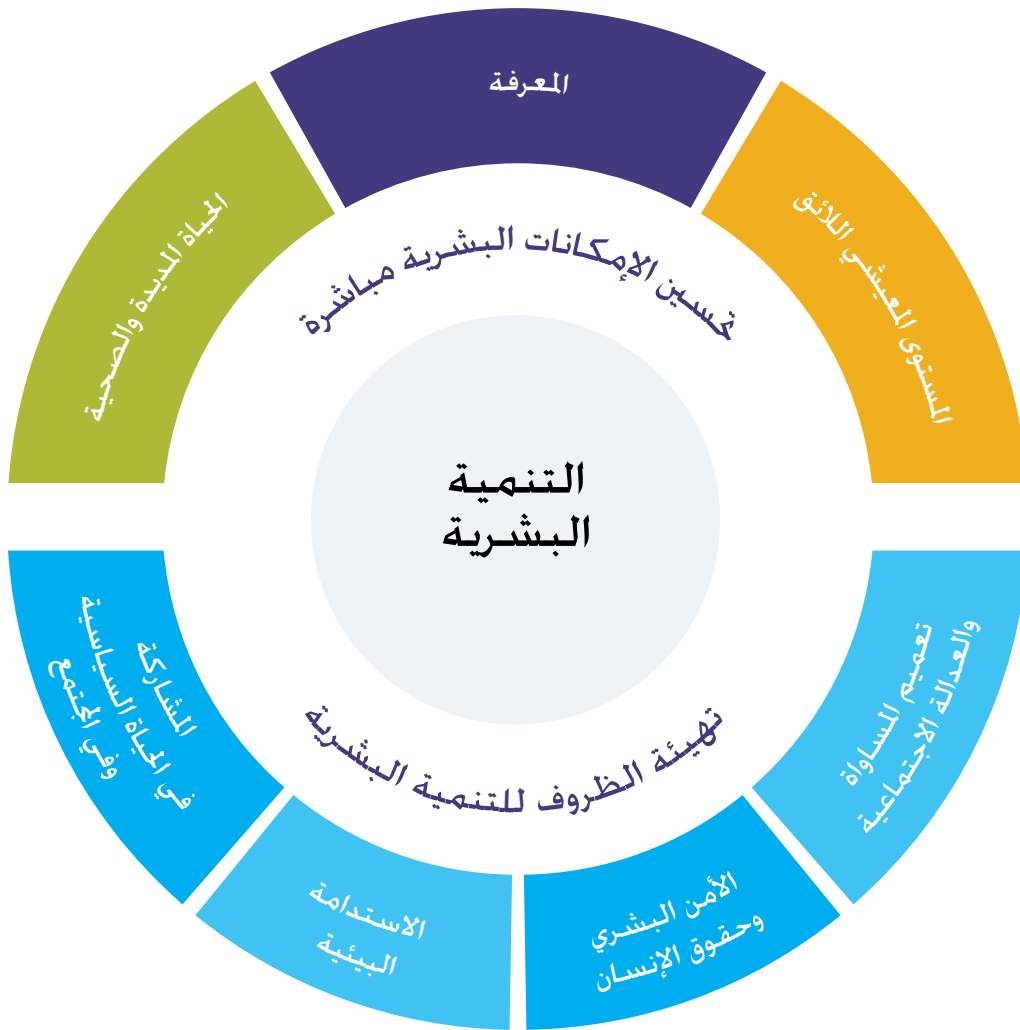 المعرفة
المستوى المعيشي اللائق
الحياة المديدة والصحية
تحسين الإمكانات البشرية مباشرة
التنمية
البشرية
تهيئة الظروف للتنمية البشرية
تعميم المساواة
والعدالة الاجتماعية
الأمن البشري
وحقوق الإنسان
الاستدامة
البيئية
المشاركة
في الحياة السياسية
وفي المجتمع